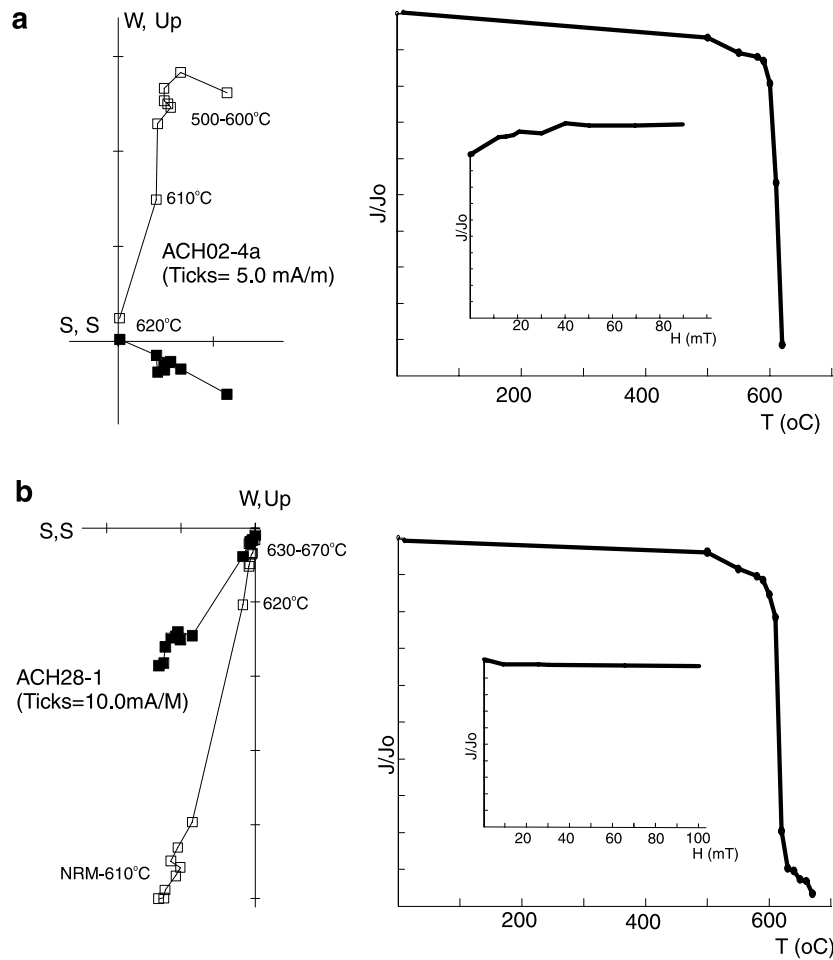 a
W, Up
500-600°C
610°C
ACH02-4a
(Ticks= 5.0 mA/m)
620°C
S, S
J/Jo
J/Jo
20 40 60 80
H (mT)
200 400 600
T (oC)
b
W,Up
S,S
630-670°C
620°C
ACH28-1
(Ticks=10.0mA/M)
NRM-610°C
J/Jo
J/Jo
20 40 60 80 100
H (mT)
200 400 600
T (oC)